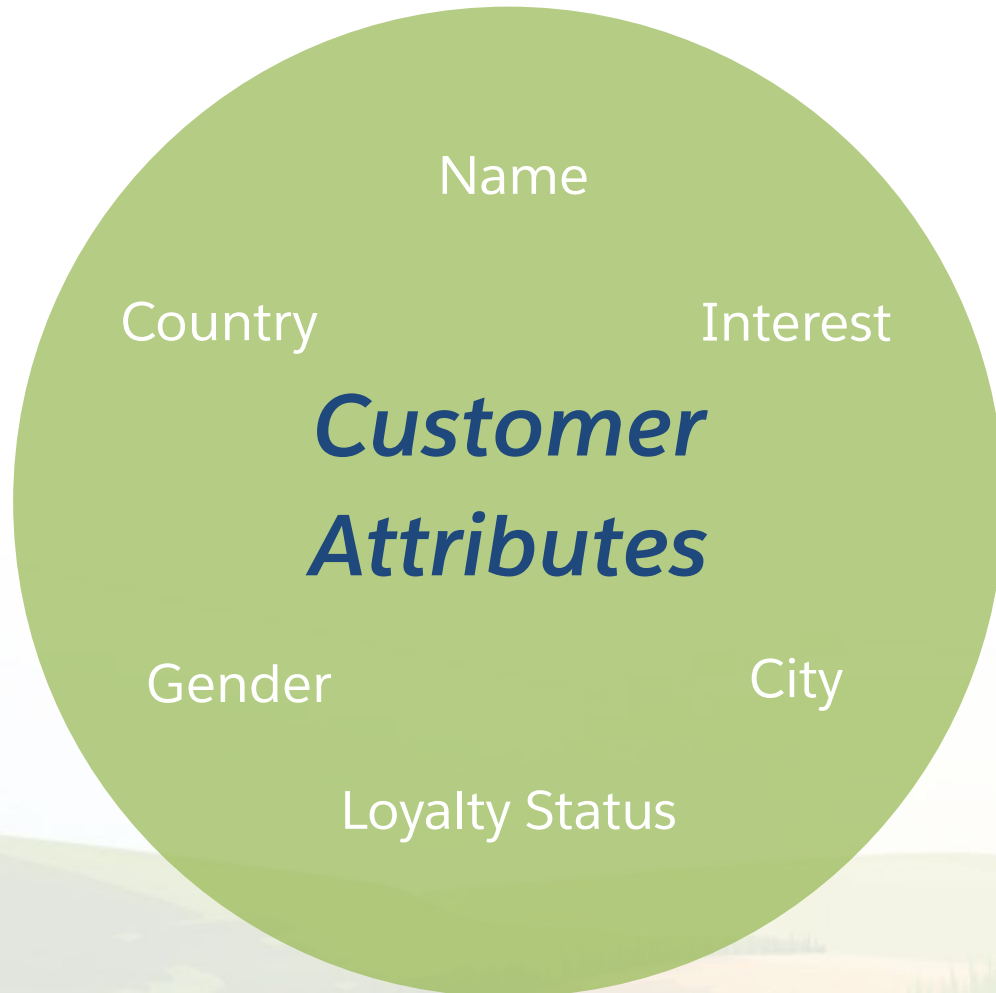 Name
Country
Interest
Customer
Attributes
Gender
City
Loyalty Status